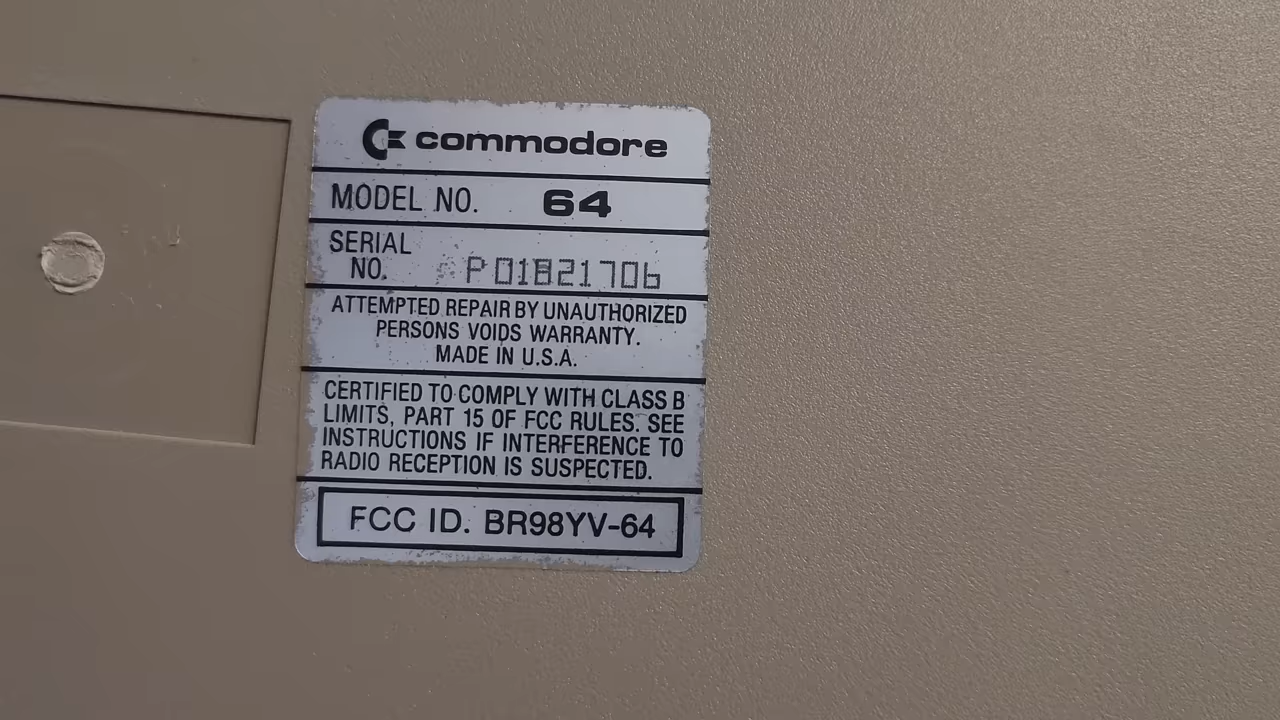 commodore
MODEL NO. 64
SERIAL
NO. P01821706
ATTEMPTED REPAIR BY UNAUTHORIZED
PERSONS VOIDS WARRANTY.
MADE IN U.S.A.
CERTIFIED TO COMPLY WITH CLASS B
LIMITS, PART 15 OF FCC RULES. SEE
INSTRUCTIONS IF INTERFERENCE TO
RADIO RECEPTION IS SUSPECTED.
FCC ID. BR98YV-64